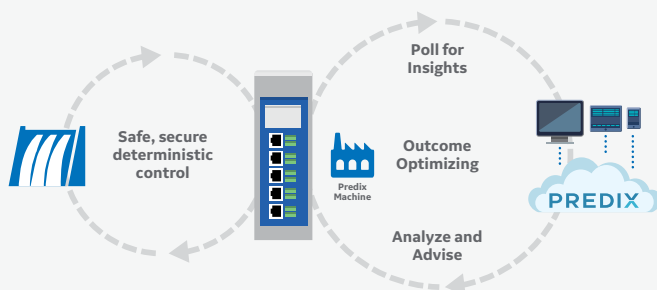 Safe, secure
deterministic
control
Poll for
Insights
Outcome
Optimizing
Predix
Machine
Analyze and
Advise
PREDIX